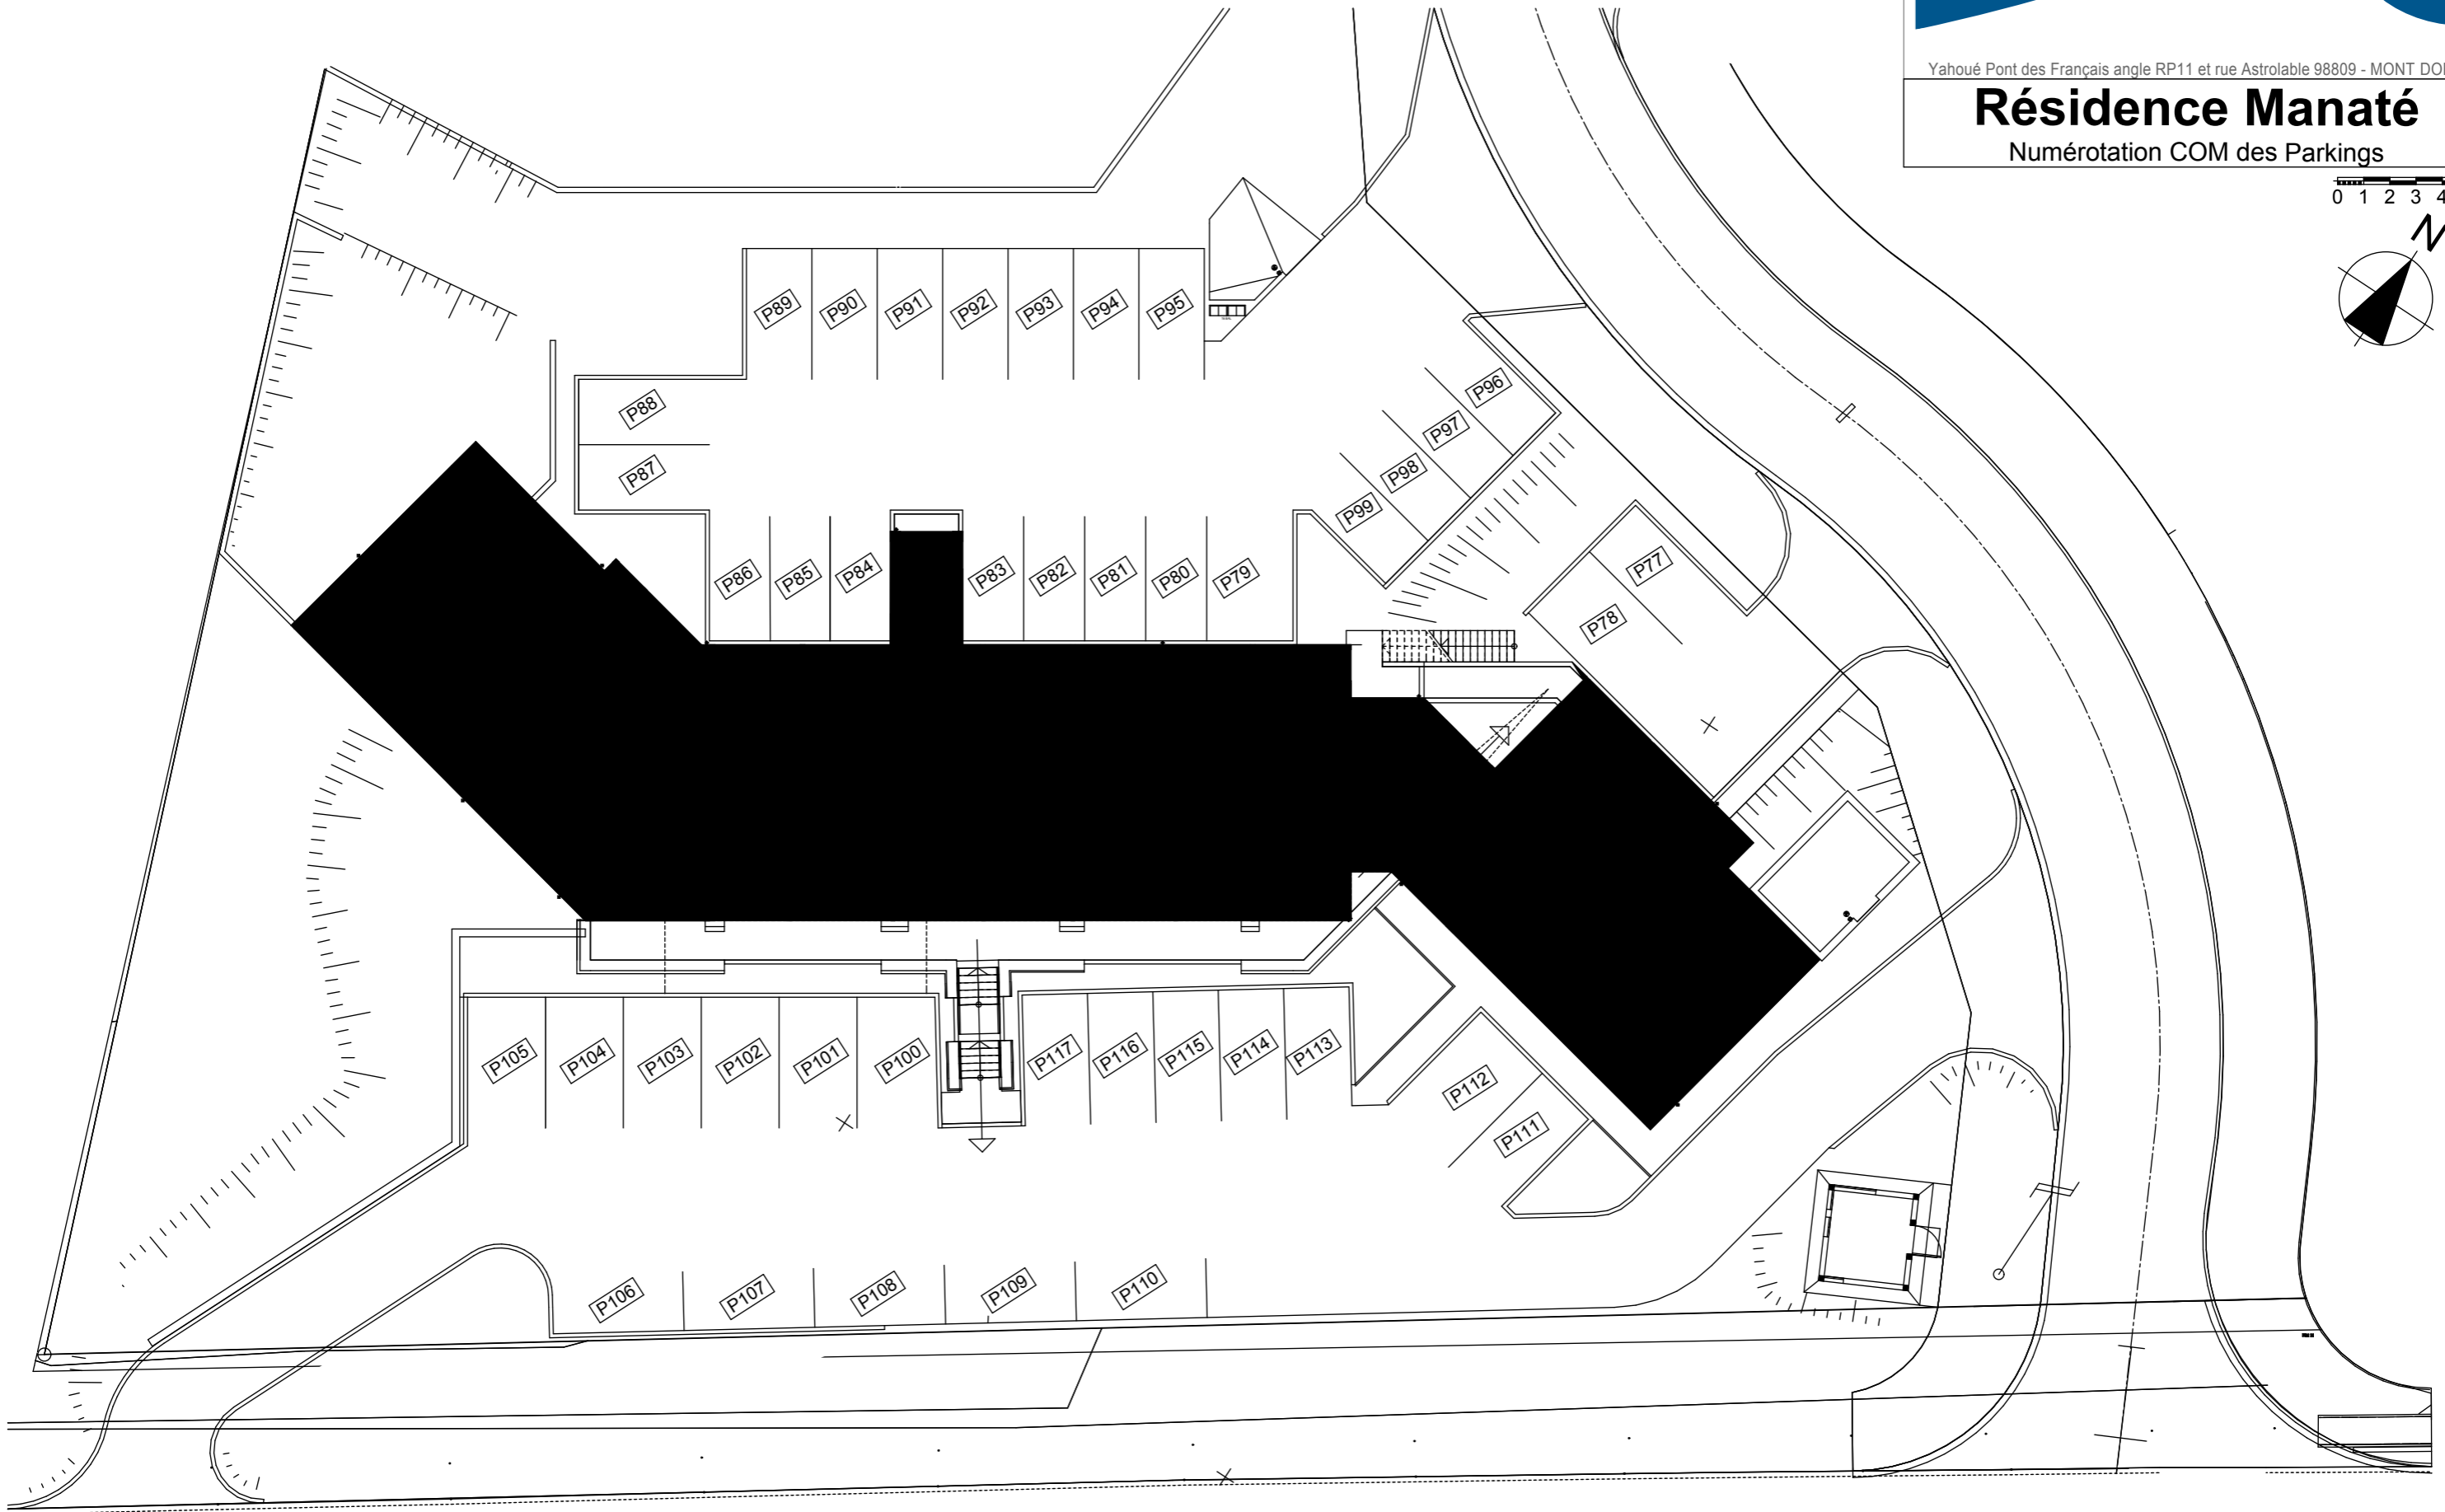 Yahoué Pont des Français angle RP11 et rue Astrolable 98809 - MONT
Résidence Manaté
Numérotation COM des Parkings
0 1 2 3 4
N
P89 P90 P91 P92 P93 P94 P95
P88
P87
P96
P97
P98
P99
P86 P85 P84 P83 P82 P81 P80 P79
P77
P78
P105 P104 P103 P102 P101 P100 P117 P116 P115 P114 P113
P112
P111
P106 P107 P108 P109 P110